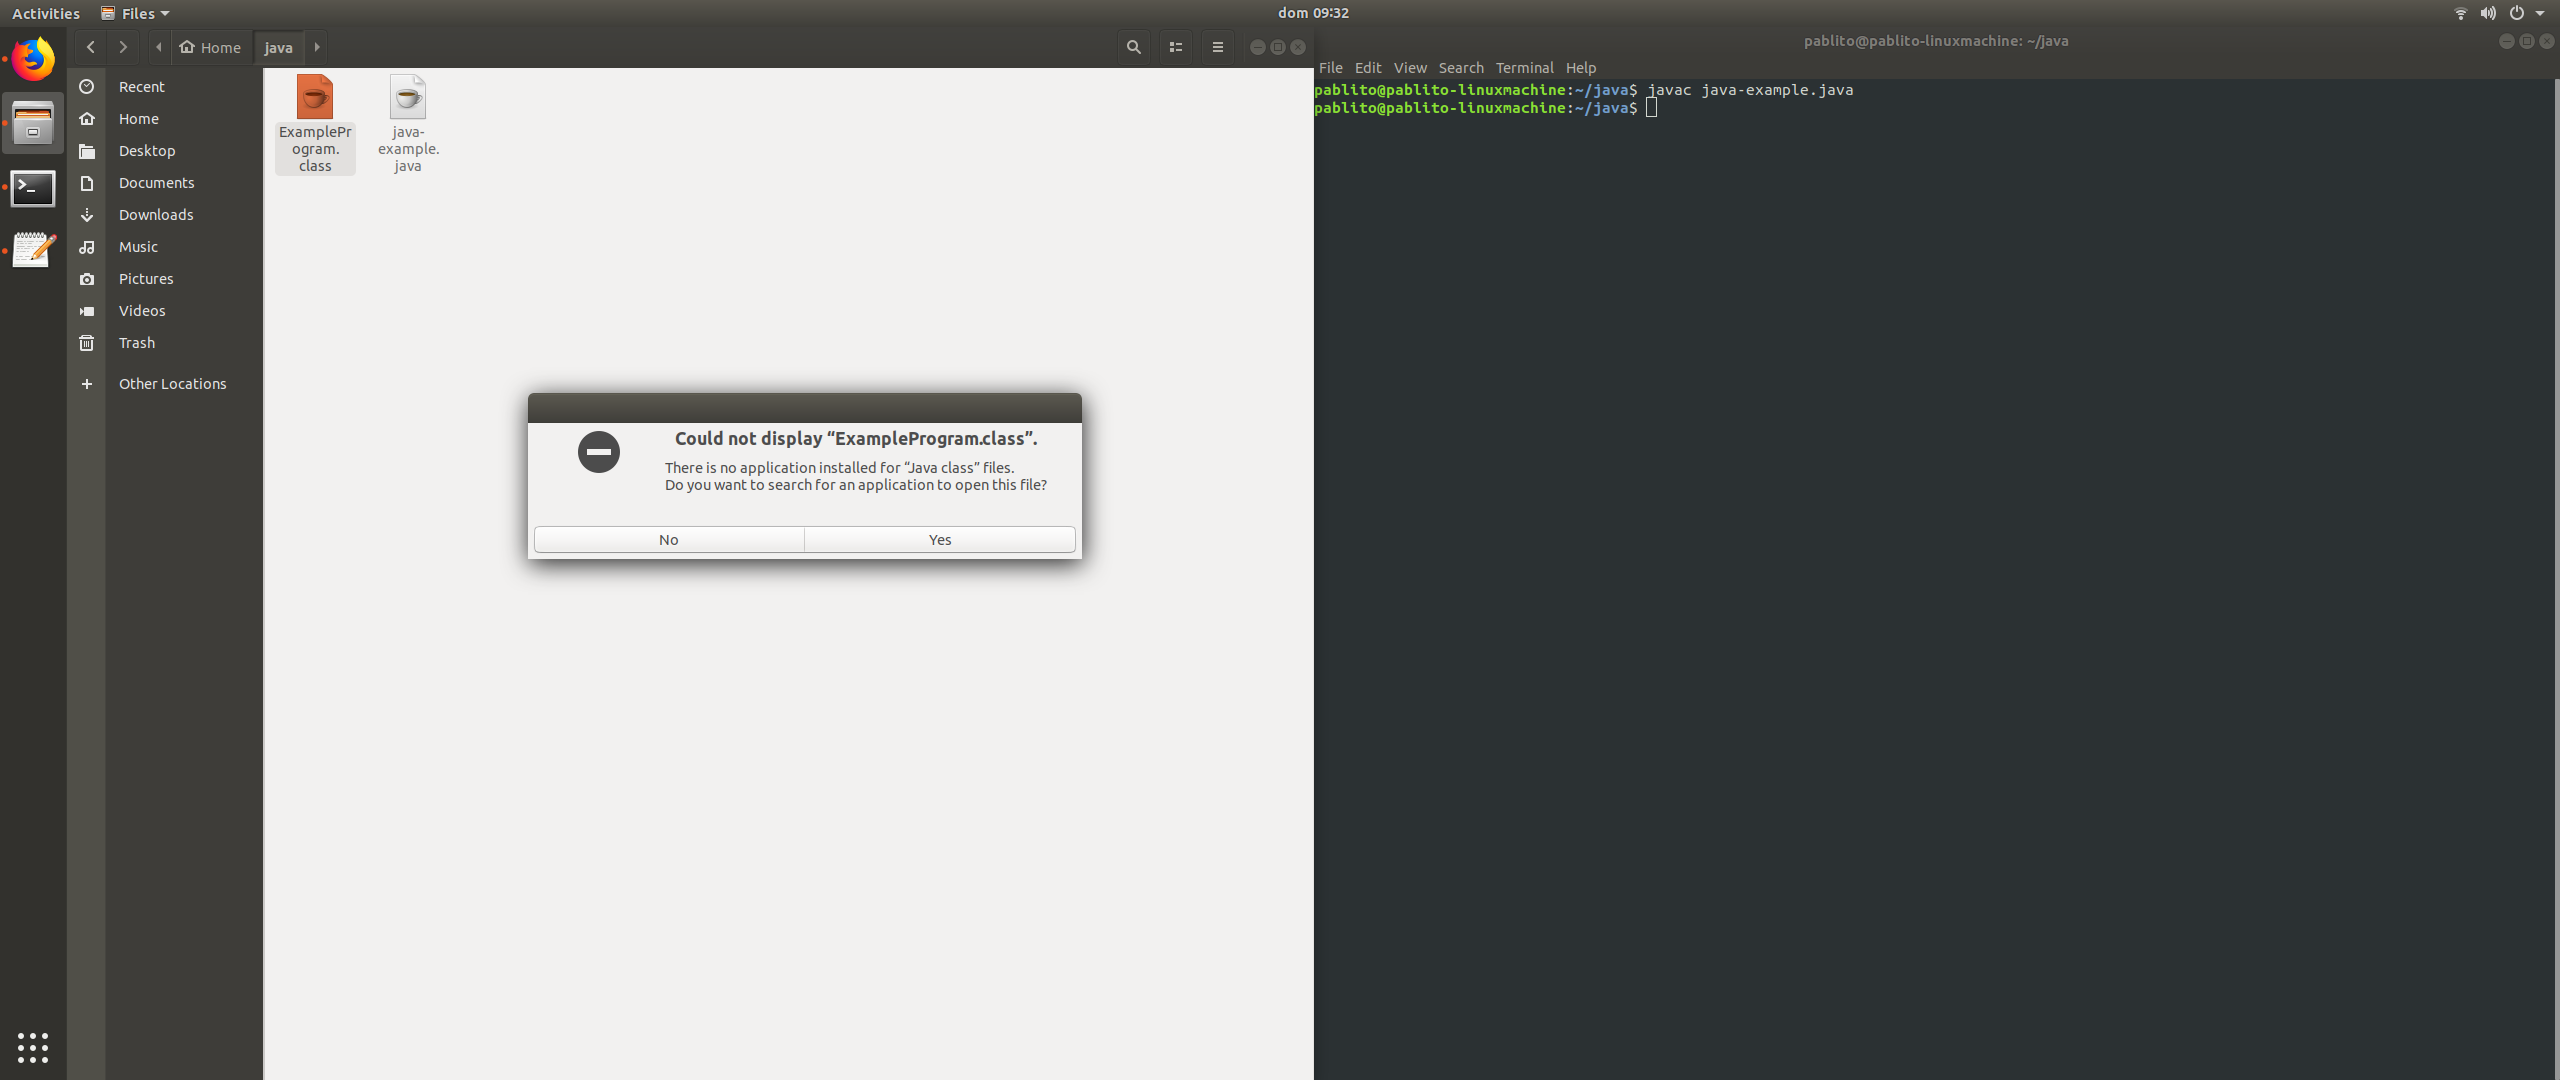 Activities
Files
dom 09:32
Home
java
Recent
Home
Desktop
Documents
Downloads
Music
Pictures
Videos
Trash
Other Locations
ExamplePr
ogram.
class
java-
example.
java
Could not display “ExampleProgram.class”.
There is no application installed for “Java class” files.
Do you want to search for an application to open this file?
No
Yes
pablito@pablito-linuxmachine: ~/java
File Edit View Search Terminal Help
pablito@pablito-linuxmachine:~/java$ javac java-example.java
pablito@pablito-linuxmachine:~/java$